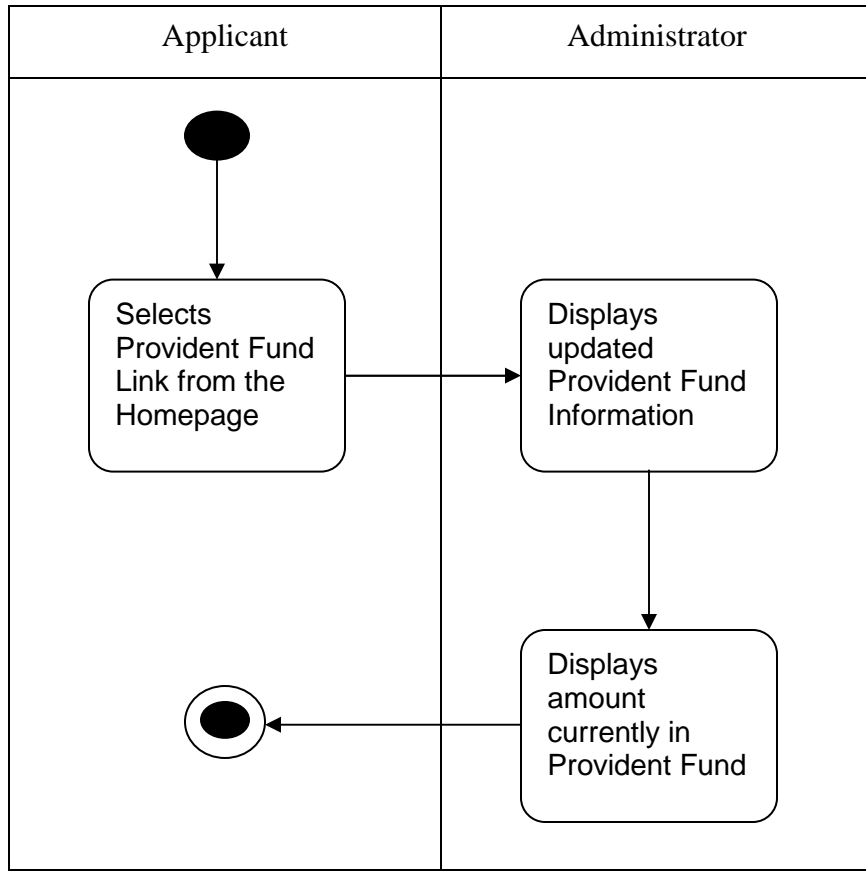 Applicant
Administrator
Selects
Provident Fund
Link from the
Homepage
Displays
updated
Provident Fund
Information
Displays
amount
currently in
Provident Fund